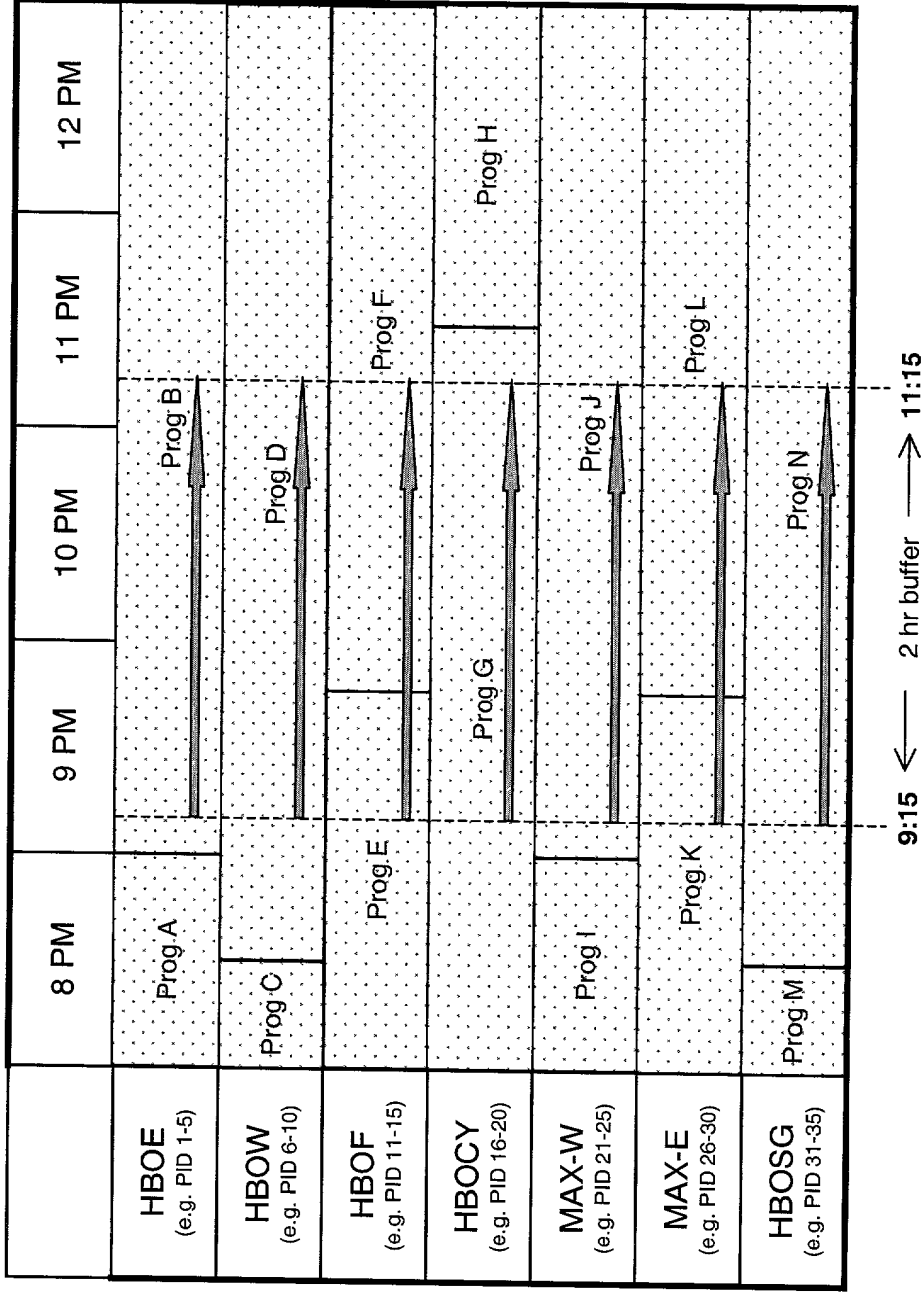 8 PM
9 PM
10 PM
11 PM
12 PM
HBOE
(e.g. PID 1-5)
Prog A
Prog B
HBOW
(e.g. PID 6-10)
Prog C
Prog D
HBOF
(e.g. PID 11-15)
Prog E
Prog F
HBOCY
(e.g. PID 16-20)
Prog G
Prog H
MAX-W
(e.g. PID 21-25)
Prog I
Prog J
MAX-E
(e.g. PID 26-30)
Prog K
Prog L
HBOSG
(e.g. PID 31-35)
Prog M
Prog N
9:15 <— 2 hr buffer —> 11:15